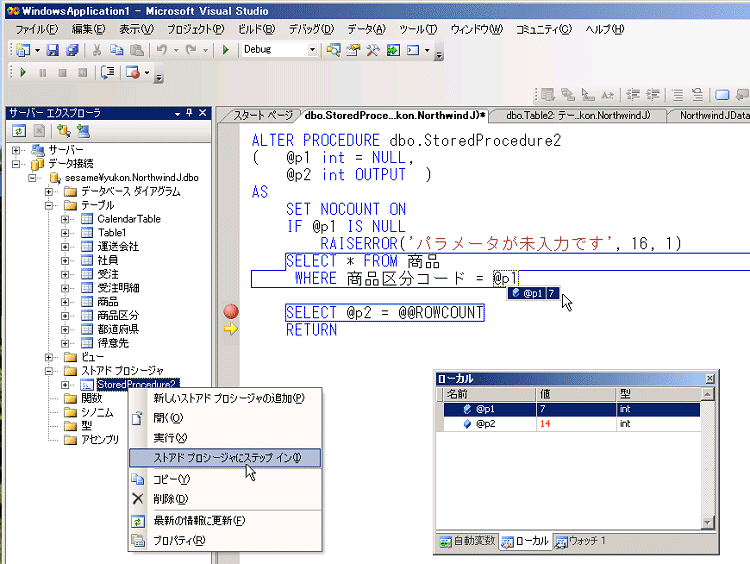 WindowsApplication1 - Microsoft Visual Studio
ファイル(F) 編集(E) 表示(V) プロジェクト(P) ビルド(B) デバッグ(D) データ(A) ツール(T) ウィンドウ(W) コミュニティ(C) ヘルプ(H)
Debug
サーバー エクスプローラ
サーバー
データ接続
sesame¥yukon.NorthwindJ.dbo
データベース ダイアグラム
テーブル
CalendarTable
Table1
運送会社
社員
受注
受注明細
商品
商品区分
都道府県
得意先
ビュー
ストアド プロシージャ
StoredProcedure2
関数
シノニム
型
アセンブリ
新しいストアド プロシージャの追加(P)
開く(O)
実行(X)
ストアド プロシージャにステップ イン(I)
コピー(Y)
削除(D)
最新の情報に更新(F)
プロパティ(R)
スタート ページ dbo.StoredProce...kon.NorthwindJ)* dbo.Table2: テー...kon.NorthwindJ) NorthwindJData
ALTER PROCEDURE dbo.StoredProcedure2
( @p1 int = NULL,
@p2 int OUTPUT )
AS
SET NOCOUNT ON
IF @p1 IS NULL
RAISERROR('パラメータが未入力です', 16, 1)
SELECT * FROM 商品
WHERE 商品区分コード = @p1
@p1 7
SELECT @p2 = @@ROWCOUNT
RETURN
ローカル
名前 値 型
@p1 7 int
@p2 14 int
自動変数 ローカル ウォッチ 1